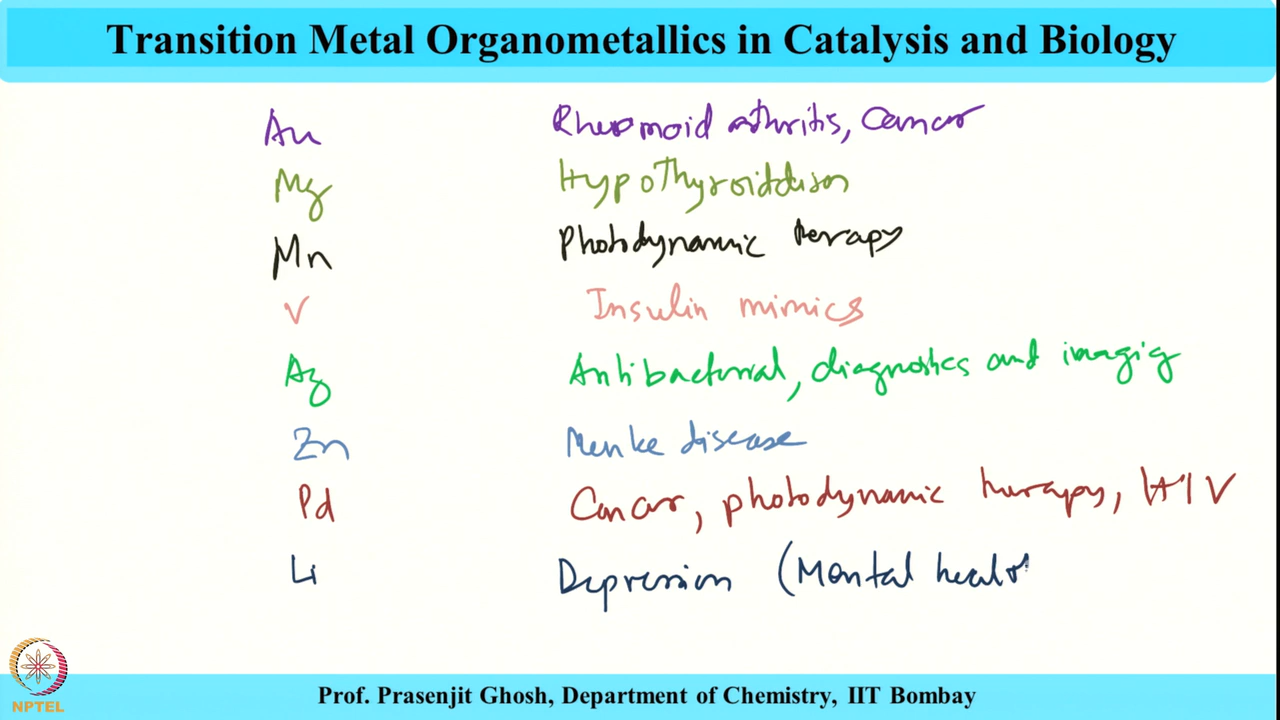 Transition Metal Organometallics in Catalysis and Biology
Au Rheumoid arthritis, Cancer
Mg Hypothyroidism
Mn Photodynamic therapy
V Insulin mimics
Ag Antibacterial, diagnostics and imagig
Zn Menke disease
Pd Cancer, photodynamic therapy, HIV
Li Depression (Mental healt
Prof. Prasenjit Ghosh, Department of Chemistry, IIT Bombay
NPTEL